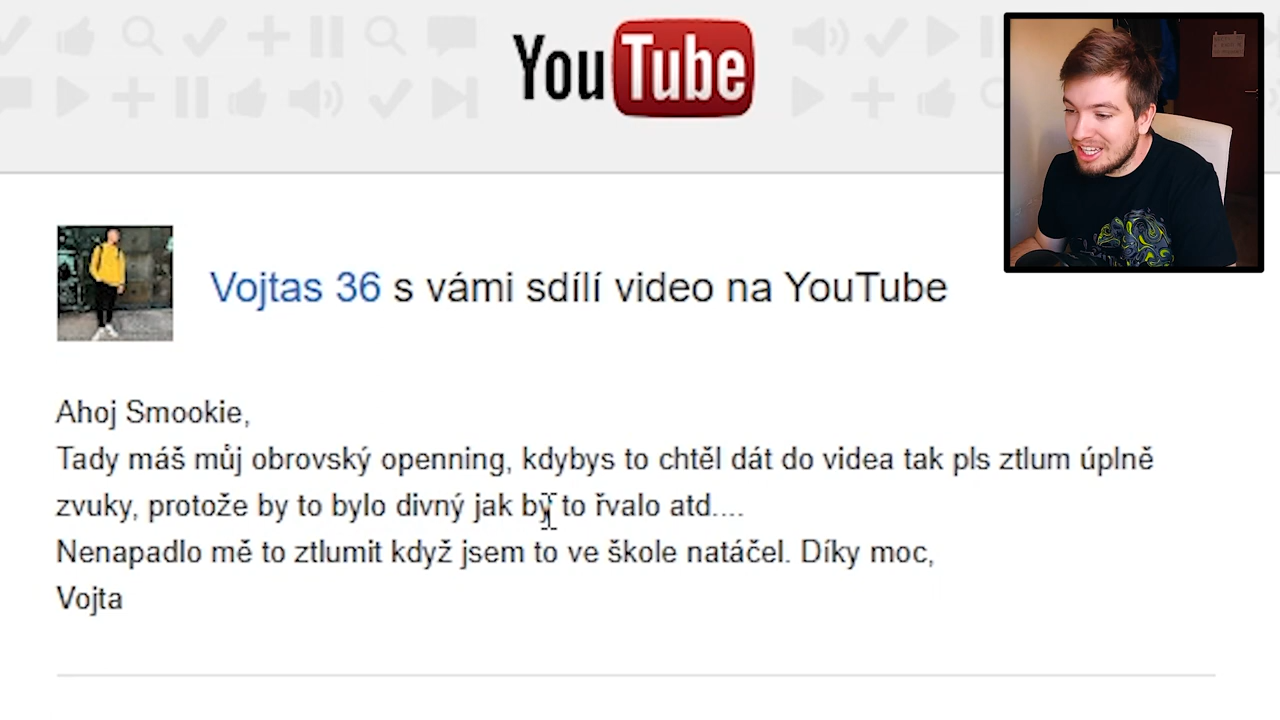 YouTube
Vojtas 36 s vámi sdílí video na YouTube
Ahoj Smookie,
Tady máš můj obrovský openning, kdybys to chtěl dát do videa tak pls ztlum úplně
zvuky, protože by to bylo divný jak by to řvalo atd....
Nenapadlo mě to ztlumit když jsem to ve škole natáčel. Díky moc,
Vojta